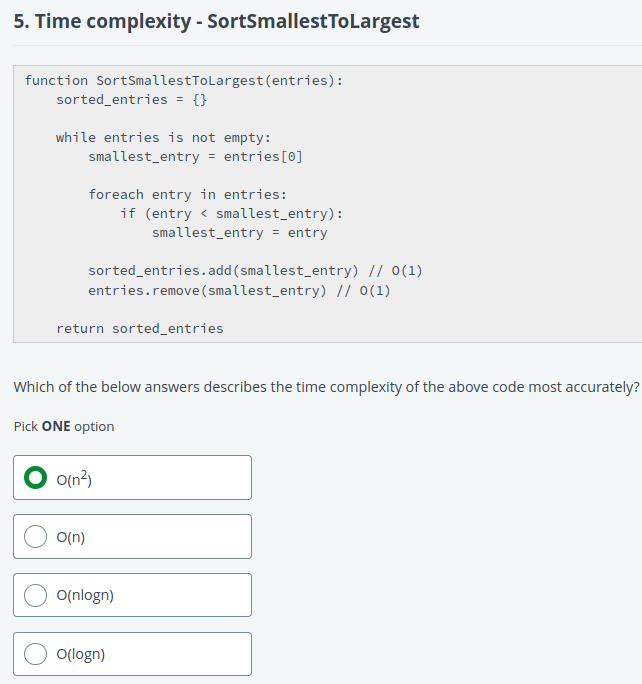 5. Time complexity - SortSmallestToLargest
function SortSmallestToLargest(entries):
    sorted_entries = {}
    while entries is not empty:
        smallest_entry = entries[0]
        foreach entry in entries:
            if (entry < smallest_entry):
                smallest_entry = entry
        sorted_entries.add(smallest_entry) // O(1)
        entries.remove(smallest_entry) // O(1)
    return sorted_entries
Which of the below answers describes the time complexity of the above code most accurately?
Pick ONE option
O(n²)
O(n)
O(nlogn)
O(logn)